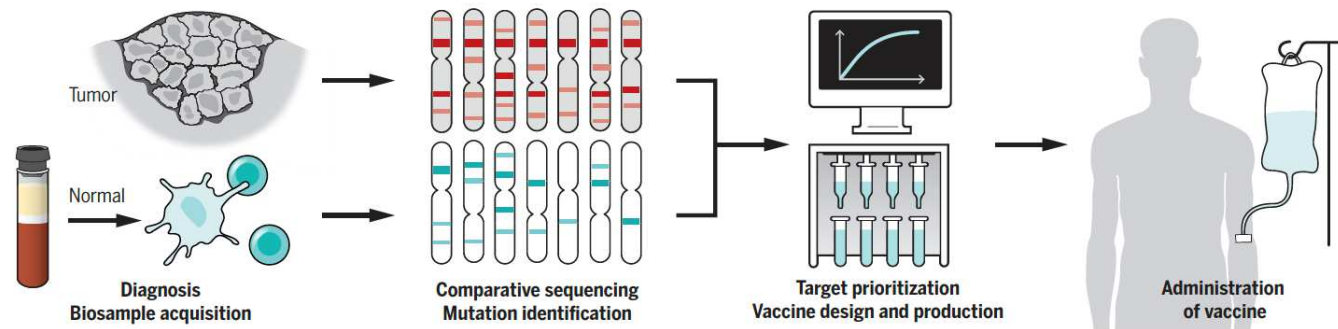 Tumor
Normal
Diagnosis
Biosample acquisition
Comparative sequencing
Mutation identification
Target prioritization
Vaccine design and production
Administration
of vaccine